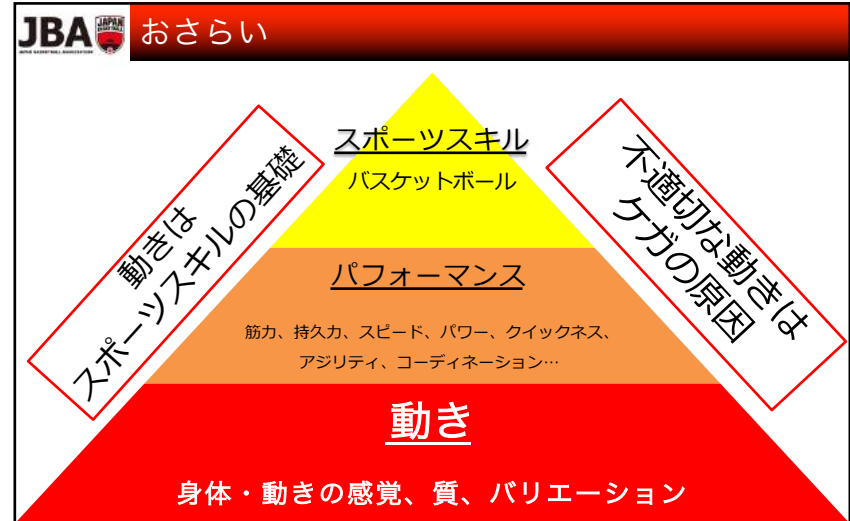 JBA
JAPAN
BASKETBALL
JAPAN BASKETBALL ASSOCIATION
おさらい
スポーツスキル
バスケットボール
動きは
スポーツスキルの基礎
不適切な動きは
ケガの原因
パフォーマンス
筋力、持久力、スピード、パワー、クイックネス、
アジリティ、コーディネーション…
動き
身体・動きの感覚、質、バリエーション